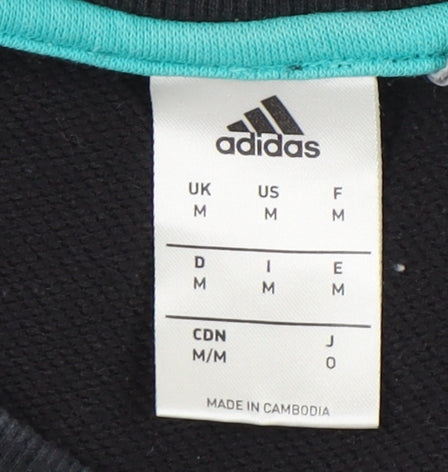 adidas
UK US F
M M M
D I E
M M M
CDN J
M/M O
MADE IN CAMBODIA